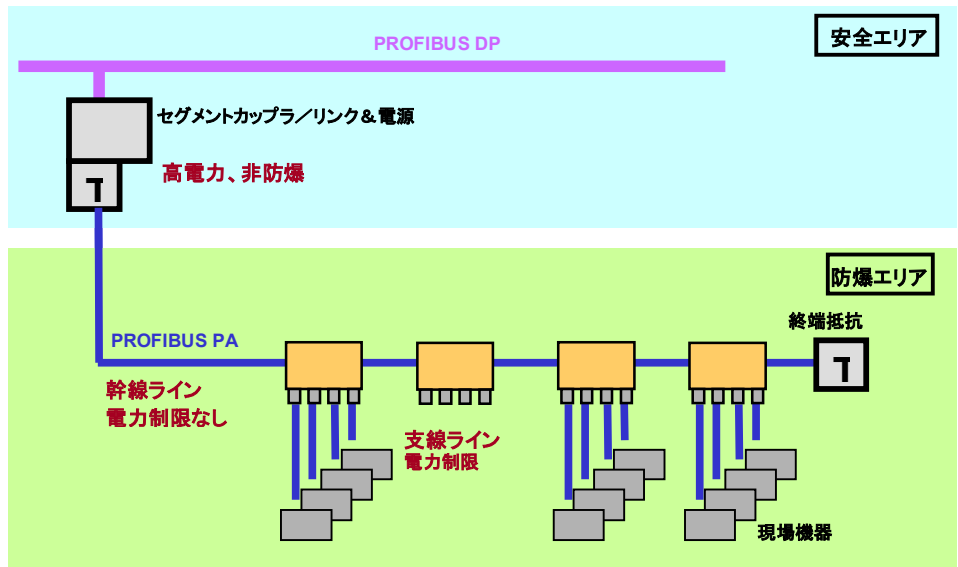 PROFIBUS DP
安全エリア
セグメントカップラ／リンク＆電源
高電力、非防爆
T
防爆エリア
終端抵抗
PROFIBUS PA
T
幹線ライン
電力制限なし
支線ライン
電力制限
現場機器